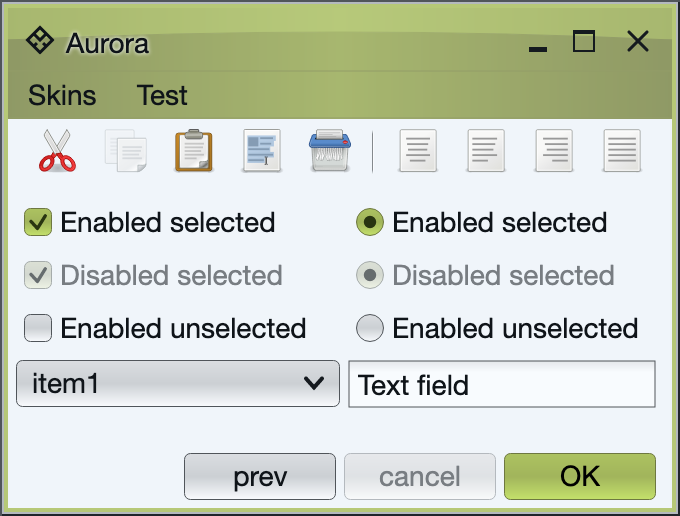 Aurora
Skins Test
Enabled selected Enabled selected
Disabled selected Disabled selected
Enabled unselected Enabled unselected
item1 Text field
prev cancel OK